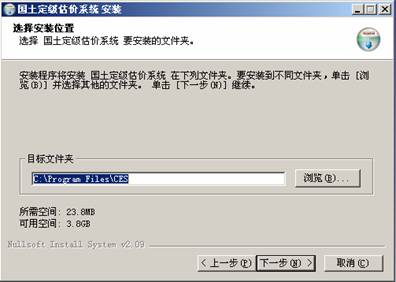 国土定级估价系统 安装
选择安装位置
选择 国土定级估价系统 要安装的文件夹。
安装程序将安装 国土定级估价系统 在下列文件夹。要安装到不同文件夹，单击 [浏
览(B)] 并选择其他的文件夹。 单击 [下一步(N)] 继续。
目标文件夹
C:\Program Files\CES
浏览(B)...
所需空间: 23.8MB
可用空间: 3.8GB
Nullsoft Install System v2.09
< 上一步(P) 下一步(N) > 取消(C)